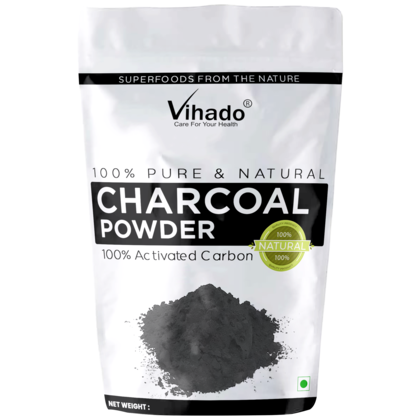 SUPERFOODS FROM THE NATURE
Vihado®
Care For Your Health
100% PURE & NATURAL
CHARCOAL
POWDER
100% Activated Carbon
100%
NATURAL
100%
NET WEIGHT :